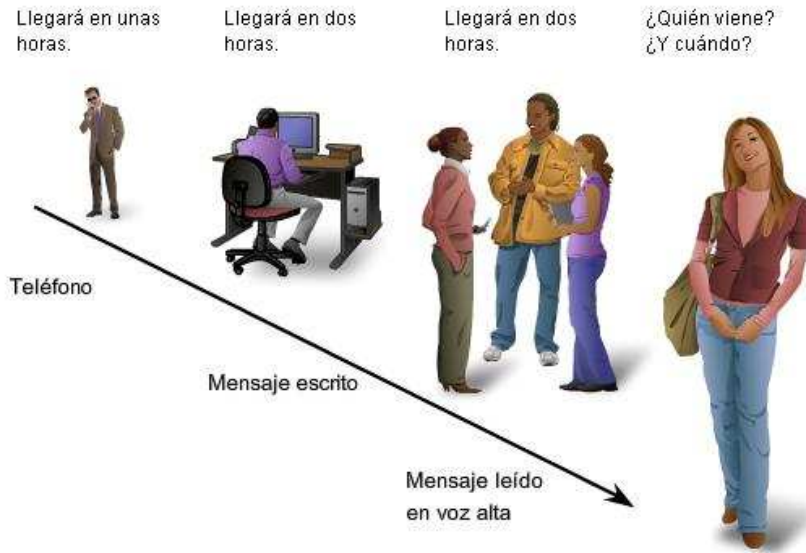 Llegará en unas
horas.
Llegará en dos
horas.
Llegará en dos
horas.
¿Quién viene?
¿Y cuándo?
Teléfono
Mensaje escrito
Mensaje leído
en voz alta